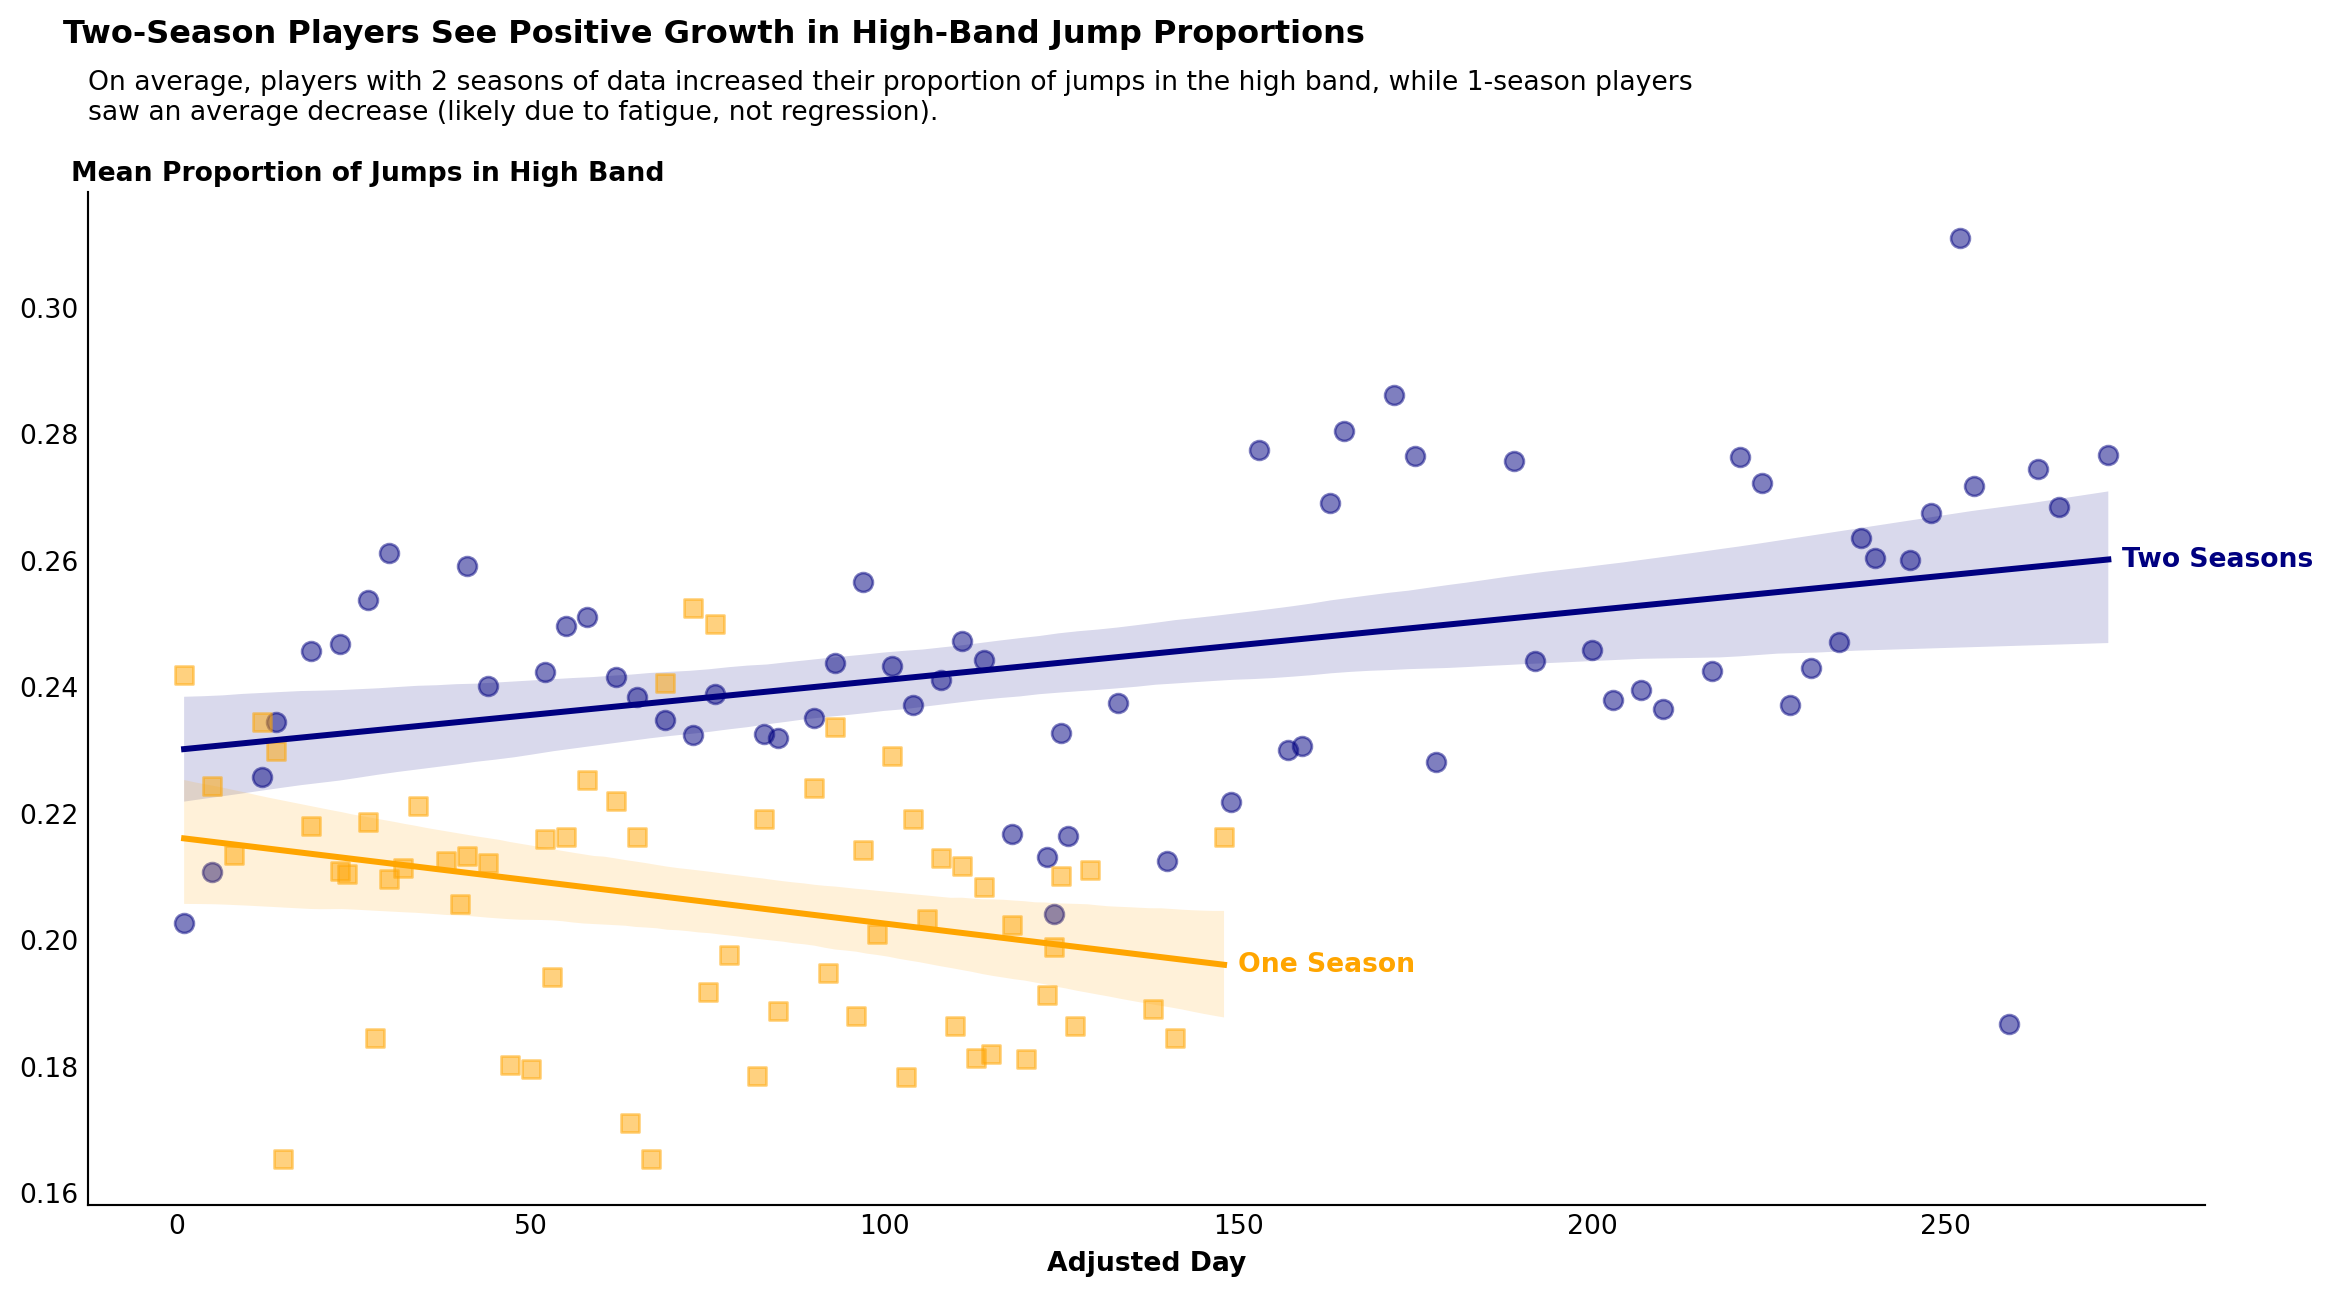 Two-Season Players See Positive Growth in High-Band Jump Proportions
On average, players with 2 seasons of data increased their proportion of jumps in the high band, while 1-season players
saw an average decrease (likely due to fatigue, not regression).
Mean Proportion of Jumps in High Band
0.30
0.28
0.26
Two Seasons
0.24
0.22
0.20
One Season
0.18
0.16
0 50 100 150 200 250
Adjusted Day